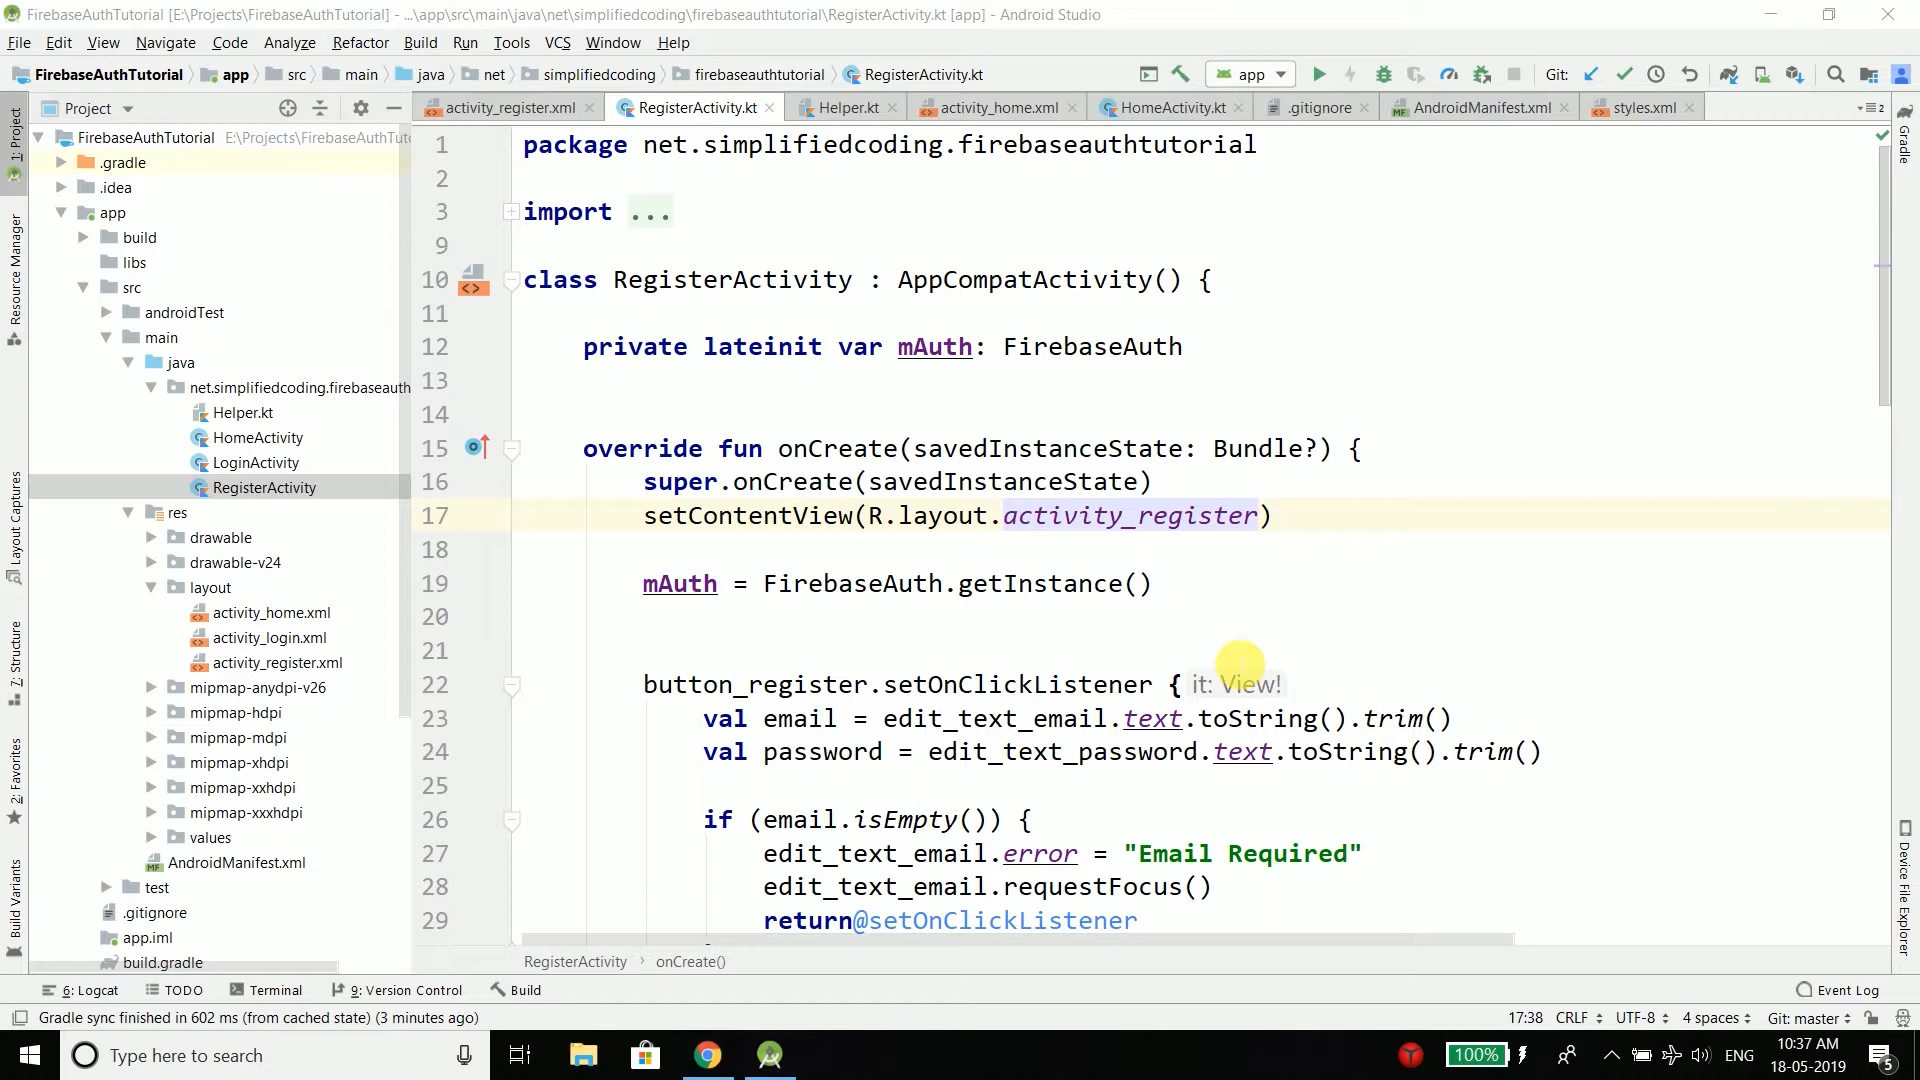 FirebaseAuthTutorial [E:\Projects\FirebaseAuthTutorial] - ...\app\src\main\java\net\simplifiedcoding\firebaseauthtutorial\RegisterActivity.kt [app] - Android Studio
File Edit View Navigate Code Analyze Refactor Build Run Tools VCS Window Help
FirebaseAuthTutorial app src main java net simplifiedcoding firebaseauthtutorial RegisterActivity.kt app Git:
Project
activity_register.xml RegisterActivity.kt Helper.kt activity_home.xml HomeActivity.kt .gitignore AndroidManifest.xml styles.xml 2
1: Project
Resource Manager
Layout Captures
7: Structure
2: Favorites
Build Variants
FirebaseAuthTutorial E:\Projects\FirebaseAuthTuto
.gradle
.idea
app
build
libs
src
androidTest
main
java
net.simplifiedcoding.firebaseauth
Helper.kt
HomeActivity
LoginActivity
RegisterActivity
res
drawable
drawable-v24
layout
activity_home.xml
activity_login.xml
activity_register.xml
mipmap-anydpi-v26
mipmap-hdpi
mipmap-mdpi
mipmap-xhdpi
mipmap-xxhdpi
mipmap-xxxhdpi
values
AndroidManifest.xml
test
.gitignore
app.iml
build.gradle
1 package net.simplifiedcoding.firebaseauthtutorial
2
3 import ...
9
10 class RegisterActivity : AppCompatActivity() {
11
12 private lateinit var mAuth: FirebaseAuth
13
14
15 override fun onCreate(savedInstanceState: Bundle?) {
16 super.onCreate(savedInstanceState)
17 setContentView(R.layout.activity_register)
18
19 mAuth = FirebaseAuth.getInstance()
20
21
22 button_register.setOnClickListener { it: View!
23 val email = edit_text_email.text.toString().trim()
24 val password = edit_text_password.text.toString().trim()
25
26 if (email.isEmpty()) {
27 edit_text_email.error = "Email Required"
28 edit_text_email.requestFocus()
29 return@setOnClickListener
RegisterActivity onCreate()
Gradle
Device File Explorer
6: Logcat TODO Terminal 9: Version Control Build Event Log
Gradle sync finished in 602 ms (from cached state) (3 minutes ago) 17:38 CRLF UTF-8 4 spaces Git: master
Type here to search 100% ENG 10:37 AM
18-05-2019 5